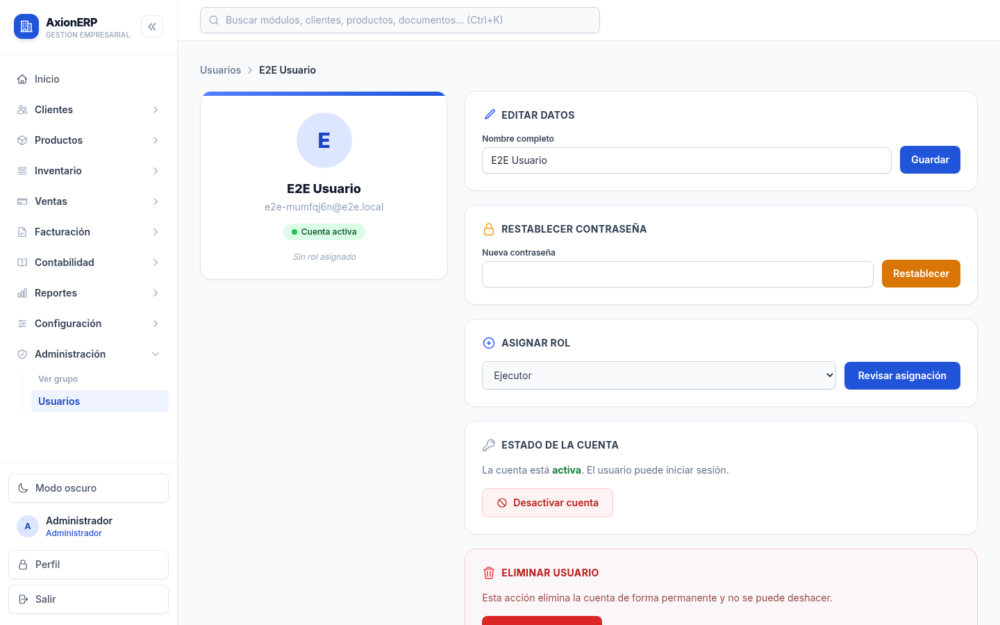 AxionERP
GESTIÓN EMPRESARIAL
Inicio
Clientes
Productos
Inventario
Ventas
Facturación
Contabilidad
Reportes
Configuración
Administración
Ver grupo
Usuarios
Modo oscuro
A
Administrador
Administrador
Perfil
Salir
Buscar módulos, clientes, productos, documentos... (Ctrl+K)
Usuarios > E2E Usuario
E
E2E Usuario
e2e-mumfqj6n@e2e.local
Cuenta activa
Sin rol asignado
EDITAR DATOS
Nombre completo
E2E Usuario
Guardar
RESTABLECER CONTRASEÑA
Nueva contraseña
Restablecer
ASIGNAR ROL
Ejecutor
Revisar asignación
ESTADO DE LA CUENTA
La cuenta está activa. El usuario puede iniciar sesión.
Desactivar cuenta
ELIMINAR USUARIO
Esta acción elimina la cuenta de forma permanente y no se puede deshacer.